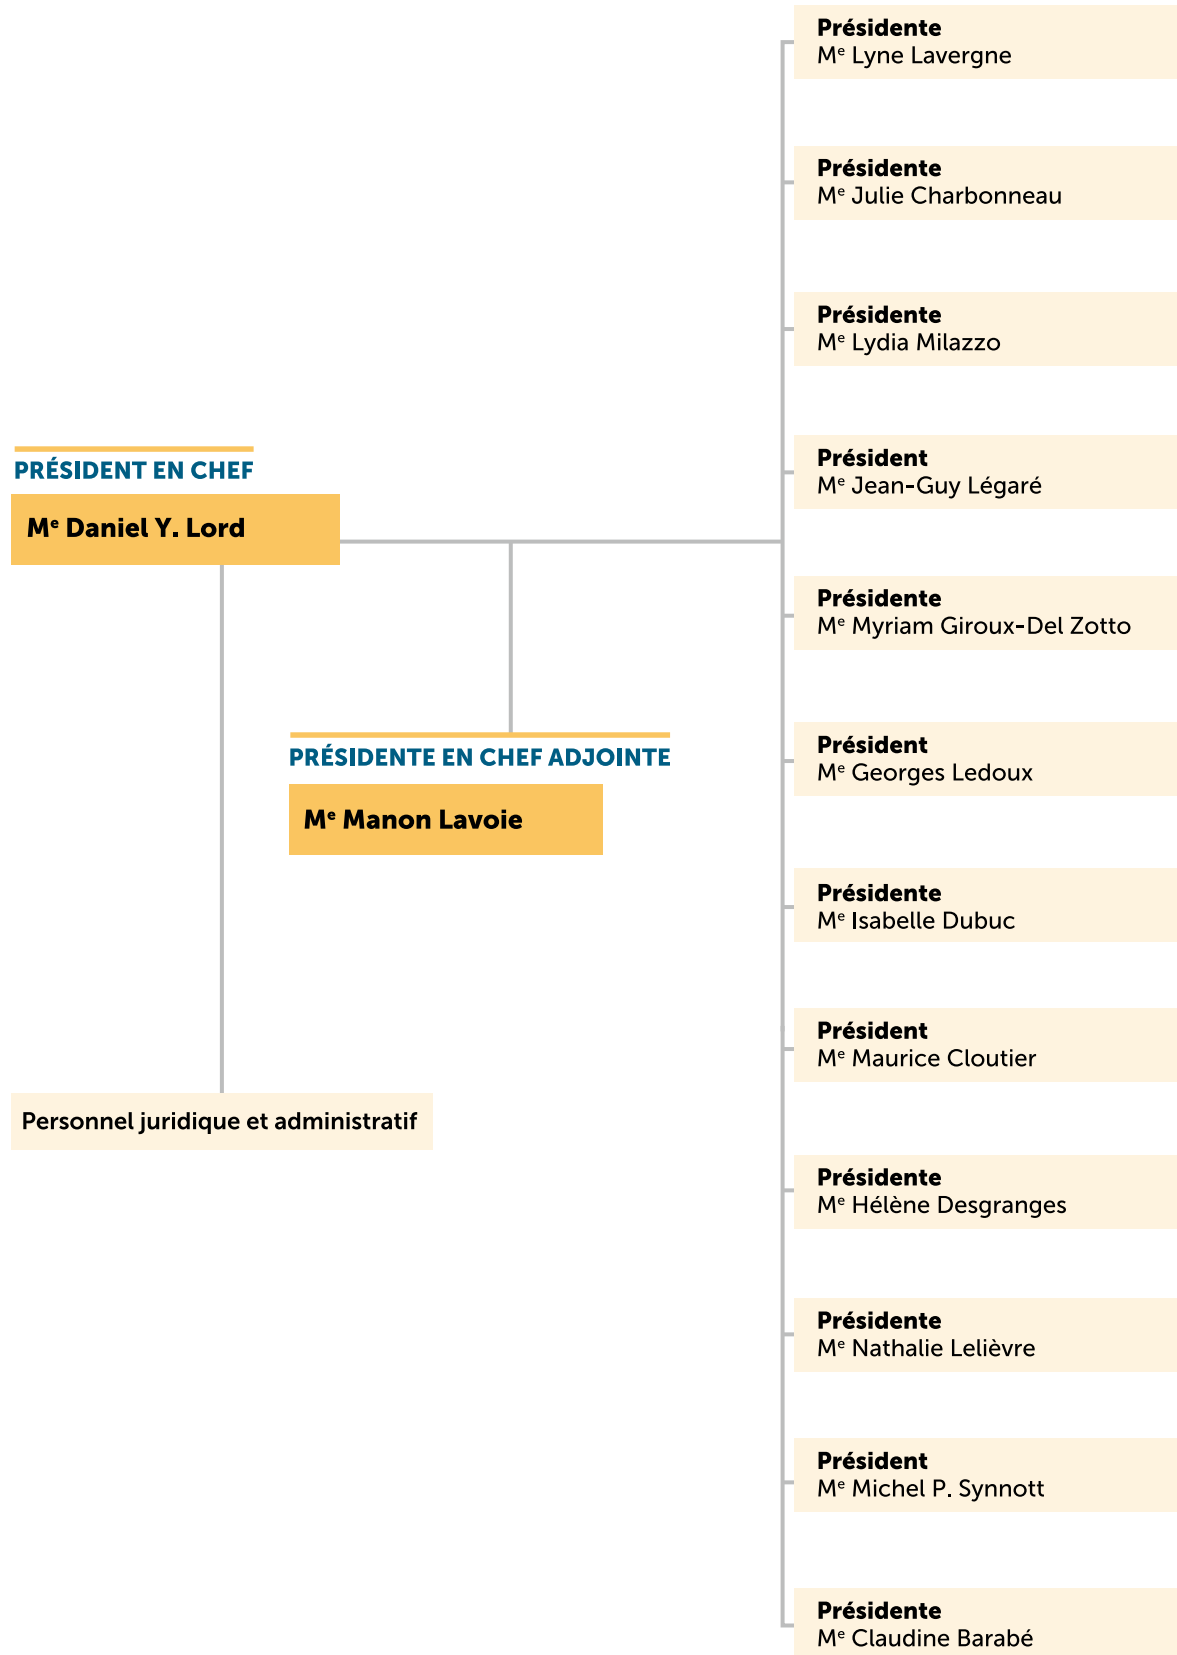 PRÉSIDENT EN CHEF
Mᵉ Daniel Y. Lord
PRÉSIDENTE EN CHEF ADJOINTE
Mᵉ Manon Lavoie
Personnel juridique et administratif
Présidente
Mᵉ Lyne Lavergne
Présidente
Mᵉ Julie Charbonneau
Présidente
Mᵉ Lydia Milazzo
Président
Mᵉ Jean-Guy Légaré
Présidente
Mᵉ Myriam Giroux-Del Zotto
Président
Mᵉ Georges Ledoux
Présidente
Mᵉ Isabelle Dubuc
Président
Mᵉ Maurice Cloutier
Présidente
Mᵉ Hélène Desgranges
Présidente
Mᵉ Nathalie Lelièvre
Président
Mᵉ Michel P. Synnott
Présidente
Mᵉ Claudine Barabé